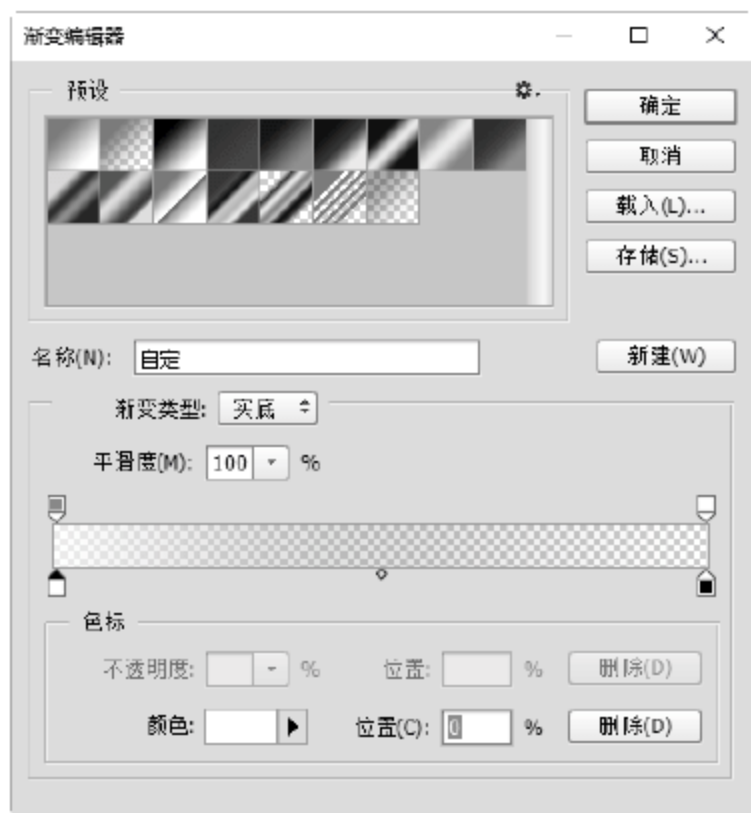 渐变编辑器
预设
确定
取消
载入(L)...
存储(S)...
名称(N): 自定
新建(W)
渐变类型: 实底
平滑度(M): 100 %
色标
不透明度: % 位置: % 删除(D)
颜色: 位置(C): 0 % 删除(D)